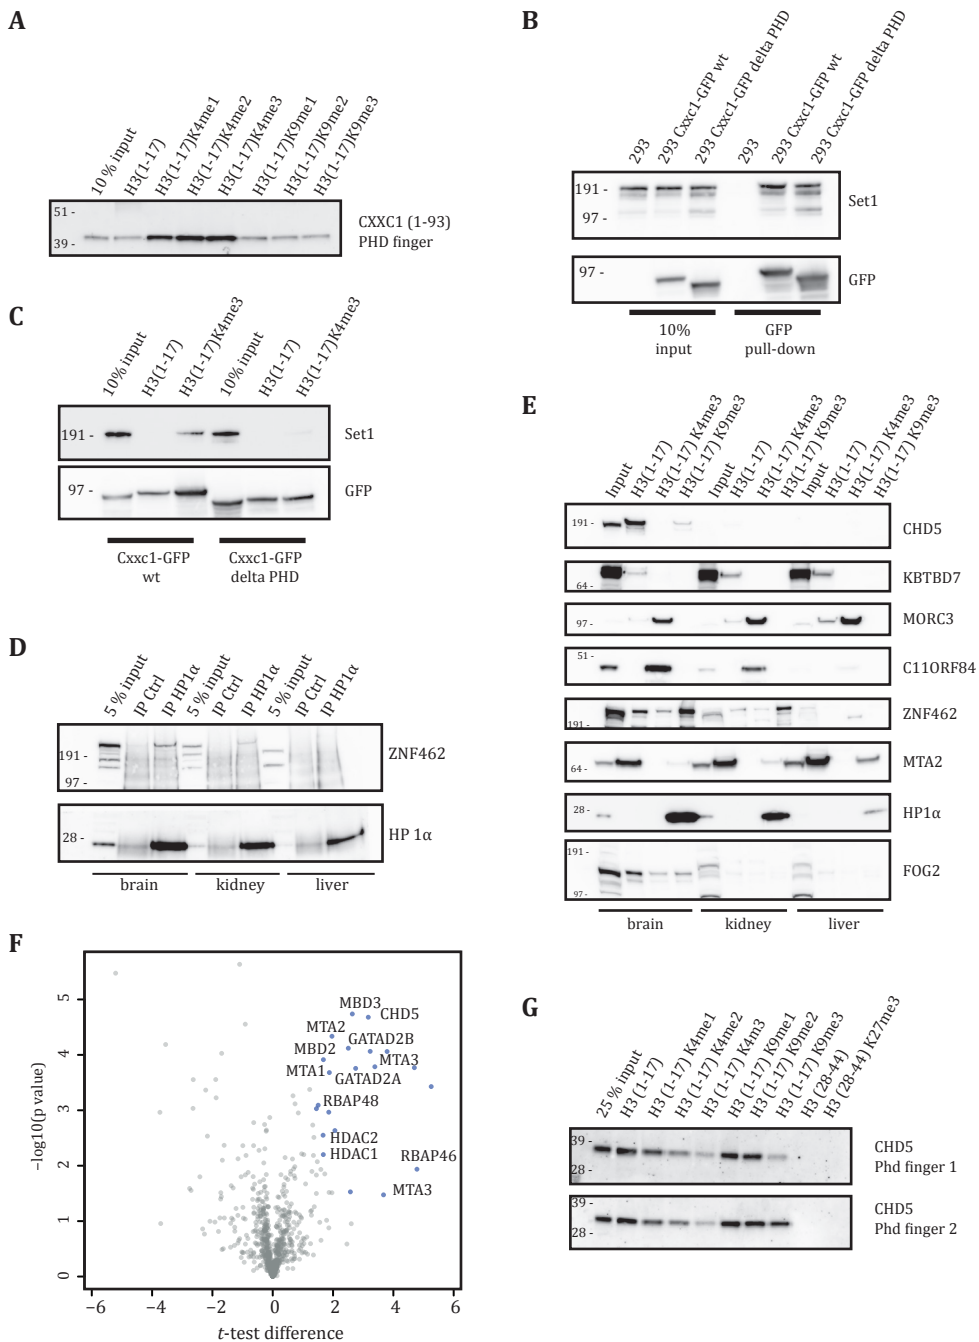 A
10 % input
H3(1-17)
H3(1-17)K4me1
H3(1-17)K4me2
H3(1-17)K4me3
H3(1-17)K9me1
H3(1-17)K9me2
H3(1-17)K9me3
51 -
39 -
CXXC1 (1-93)
PHD finger
B
293
293 Cxxc1-GFP wt
293 Cxxc1-GFP delta PHD
293
293 Cxxc1-GFP wt
293 Cxxc1-GFP delta PHD
191 -
97 -
Set1
97 -
GFP
10%
input
GFP
pull-down
C
10% input
H3(1-17)
H3(1-17)K4me3
10% input
H3(1-17)
H3(1-17)K4me3
191 -
Set1
97 -
GFP
Cxxc1-GFP
wt
Cxxc1-GFP
delta PHD
D
5 % input
IP Ctrl
IP HP1α
5 % input
IP Ctrl
IP HP1α
5 % input
IP Ctrl
IP HP1α
191 -
97 -
ZNF462
28 -
HP 1α
brain
kidney
liver
E
Input
H3(1-17)
H3(1-17) K4me3
H3(1-17) K9me3
Input
H3(1-17)
H3(1-17) K4me3
H3(1-17) K9me3
Input
H3(1-17)
H3(1-17) K4me3
H3(1-17) K9me3
191 -
CHD5
64 -
KBTBD7
97 -
MORC3
51 -
C11ORF84
191 -
ZNF462
64 -
MTA2
28 -
HP1α
191 -
97 -
FOG2
brain
kidney
liver
F
−log10(p value)
5
4
3
2
1
0
MBD3
CHD5
MTA2
GATAD2B
MBD2
MTA3
MTA1
GATAD2A
RBAP48
HDAC2
HDAC1
RBAP46
MTA3
−6
−4
−2
0
2
4
6
t-test difference
G
25 % input
H3 (1-17)
H3 (1-17) K4me1
H3 (1-17) K4me2
H3 (1-17) K4m3
H3 (1-17) K9me1
H3 (1-17) K9me2
H3 (1-17) K9me3
H3 (28-44)
H3 (28-44) K27me3
39 -
28 -
CHD5
Phd finger 1
39 -
28 -
CHD5
Phd finger 2